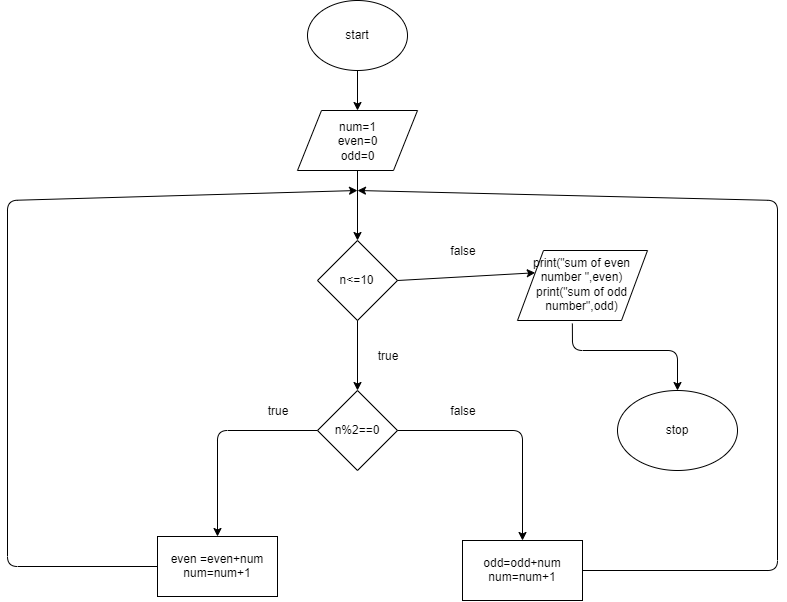 start
num=1
even=0
odd=0
n<=10
false
print("sum of even
number ",even)
print("sum of odd
number",odd)
true
stop
true
n%2==0
false
even =even+num
num=num+1
odd=odd+num
num=num+1